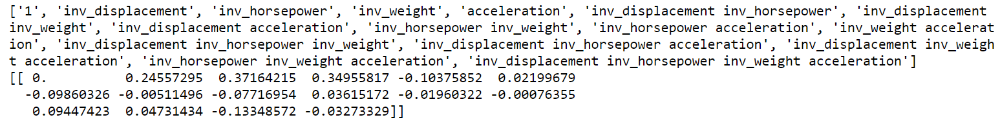 ['1', 'inv_displacement', 'inv_horsepower', 'inv_weight', 'acceleration', 'inv_displacement inv_horsepower', 'inv_displacement
inv_weight', 'inv_displacement acceleration', 'inv_horsepower inv_weight', 'inv_horsepower acceleration', 'inv_weight accelerat
ion', 'inv_displacement inv_horsepower inv_weight', 'inv_displacement inv_horsepower acceleration', 'inv_displacement inv_weigh
t acceleration', 'inv_horsepower inv_weight acceleration', 'inv_displacement inv_horsepower inv_weight acceleration']
[[ 0.          0.24557295  0.37164215  0.34955817 -0.10375852  0.02199679
  -0.09860326 -0.00511496 -0.07716954  0.03615172 -0.01960322 -0.00076355
   0.09447423  0.04731434 -0.13348572 -0.03273329]]